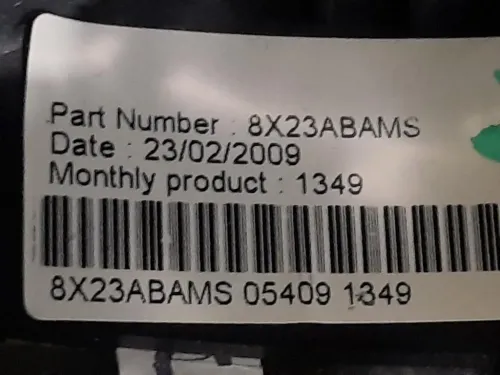 Part Number : 8X23ABAMS
Date : 23/02/2009
Monthly product : 1349
8X23ABAMS 05409 1349